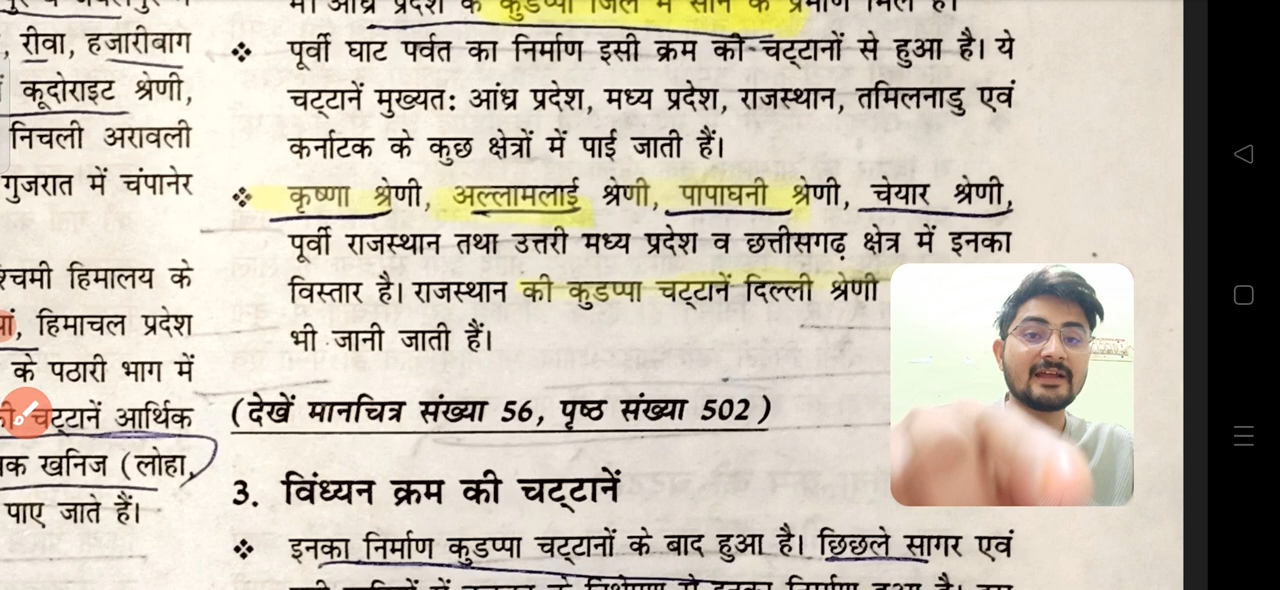 , रीवा, हजारीबाग
कूदोराइट श्रेणी,
निचली अरावली
गुजरात में चंपानेर
हिमालय के
हिमाचल प्रदेश
के पठारी भाग में
चट्टानें आर्थिक
खनिज (लोहा,
पाए जाते हैं।
आंध्र प्रदेश के कुडप्पा जिले में सोने के प्रमाण मिले हैं।
❖ पूर्वी घाट पर्वत का निर्माण इसी क्रम की चट्टानों से हुआ है। ये
चट्टानें मुख्यत: आंध्र प्रदेश, मध्य प्रदेश, राजस्थान, तमिलनाडु एवं
कर्नाटक के कुछ क्षेत्रों में पाई जाती हैं।
❖ कृष्णा श्रेणी, अल्लामलाई श्रेणी, पापाघनी श्रेणी, चेयार श्रेणी,
पूर्वी राजस्थान तथा उत्तरी मध्य प्रदेश व छत्तीसगढ़ क्षेत्र में इनका
विस्तार है। राजस्थान की कुडप्पा चट्टानें दिल्ली श्रेणी
भी जानी जाती हैं।
(देखें मानचित्र संख्या 56, पृष्ठ संख्या 502)
3. विंध्यन क्रम की चट्टानें
❖ इनका निर्माण कुडप्पा चट्टानों के बाद हुआ है। छिछले सागर एवं